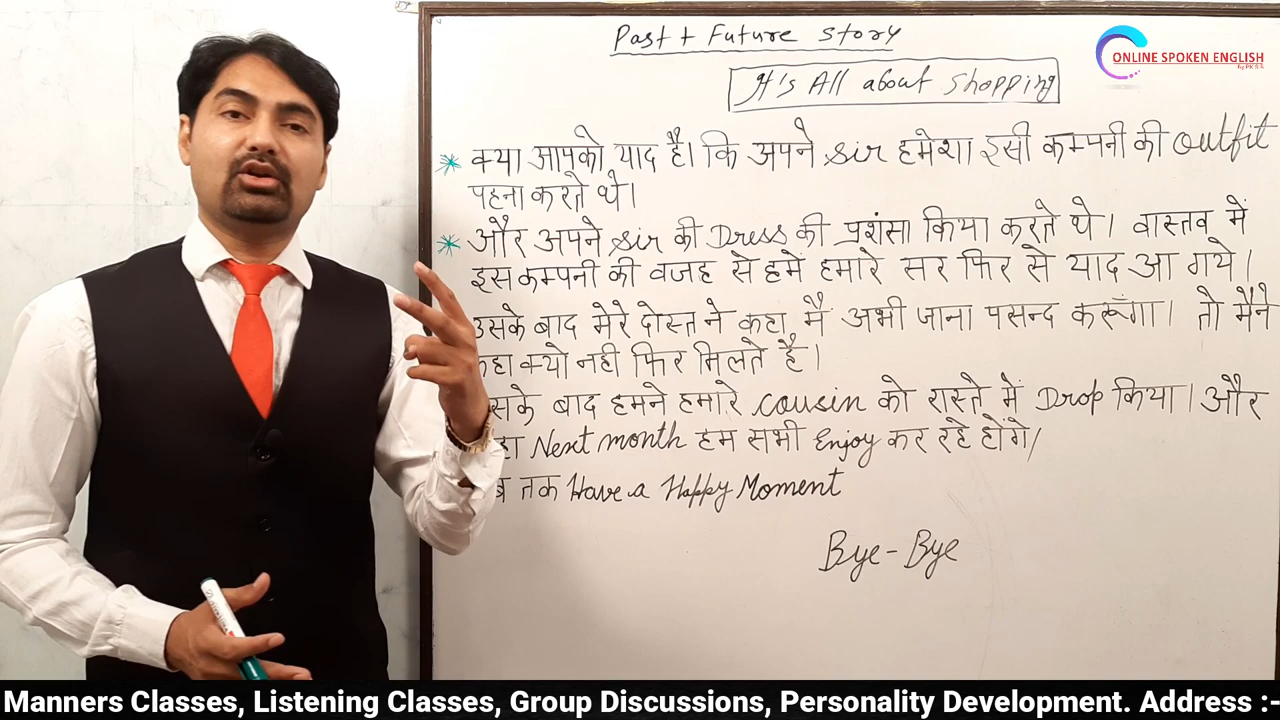 Past + Future Story
ONLINE SPOKEN ENGLISH
It's All about Shopping
* क्या आपको याद है। कि अपने Sir हमेशा इसी कम्पनी की Outfit
पहना करते थे।
* और अपने Sir की Dress की प्रशंसा किया करते थे। वास्तव में
इस कम्पनी की वजह से हमें हमारे सर फिर से याद आ गये।
उसके बाद मेरे दोस्त ने कहा, मैं अभी जाना पसन्द करूँगा। तो मैने
कहा क्यो नही फिर मिलते है।
सके बाद हमने हमारे cousin को रास्ते में Drop किया। और
हा Next month हम सभी Enjoy कर रहे होंगे/
ब तक Have a Happy Moment
Bye-Bye
Manners Classes, Listening Classes, Group Discussions, Personality Development. Address :-